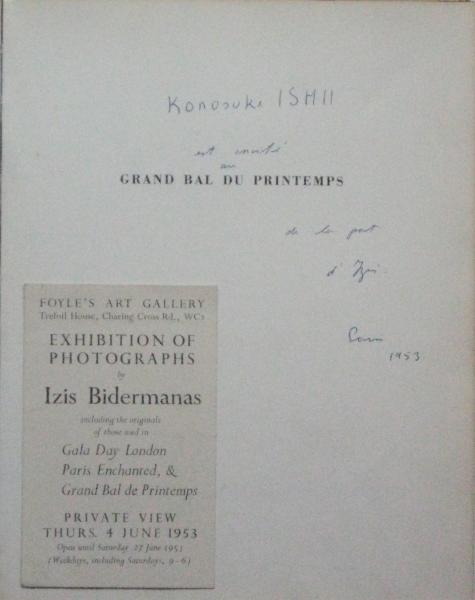 Konosuke ISHII
est invité
au
GRAND BAL DU PRINTEMPS
de la part
d'Izis.
Paris
1953
FOYLE'S ART GALLERY
Trefoil House, Charing Cross Rd., WC2
EXHIBITION OF
PHOTOGRAPHS
by
Izis Bidermanas
including the originals
of those used in
Gala Day London
Paris Enchanted, &
Grand Bal de Printemps
PRIVATE VIEW
THURS. 4 JUNE 1953
Open until Saturday 27 June 1953
(Weekdays, including Saturdays, 9-6)